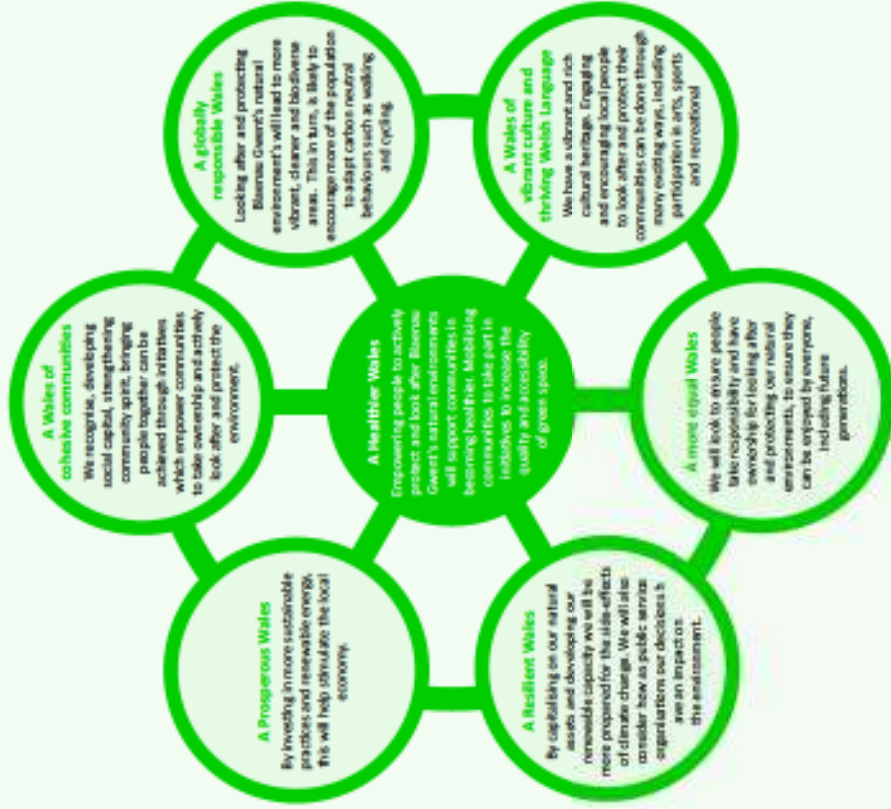 A Wales of
cohesive communities
We recognise, developing
social capital, strengthening
community spirit, bringing
people together can be
achieved through initiatives
which empower communities
to take ownership and actively
look after and protect the
environment.
A globally
responsible Wales
Looking after and protecting
Blaenau Gwent's natural
environment's will lead to more
vibrant, cleaner and biodiverse
areas. This in turn, is likely to
encourage more of the population
to adapt carbon neutral
behaviours such as walking
and cycling.
A Wales of
vibrant culture and
thriving Welsh Language
We have a vibrant and rich
cultural heritage. Engaging
and encouraging local people
to look after and protect their
communities can be done through
many exciting ways, including
participation in arts, sports
and recreational
A more equal Wales
We will look to ensure people
take responsibility and have
ownership for looking after
and protecting our natural
environments, to ensure they
can be enjoyed by everyone,
including future
generations.
A Resilient Wales
By capitalising on our natural
assets and developing our
renewable capacity we will be
more prepared for the side-effects
of climate change. We will also
consider how as public service
organisations our decisions h
ave an impact on
the environment.
A Prosperous Wales
By investing in more sustainable
practices and renewable energy,
this will help stimulate the local
economy.
A Healthier Wales
Empowering people to actively
protect and look after Blaenau
Gwent's natural environments
will support communities in
becoming healthier. Mobilising
communities to take part in
initiatives to increase the
quality and accessibility
of green space.